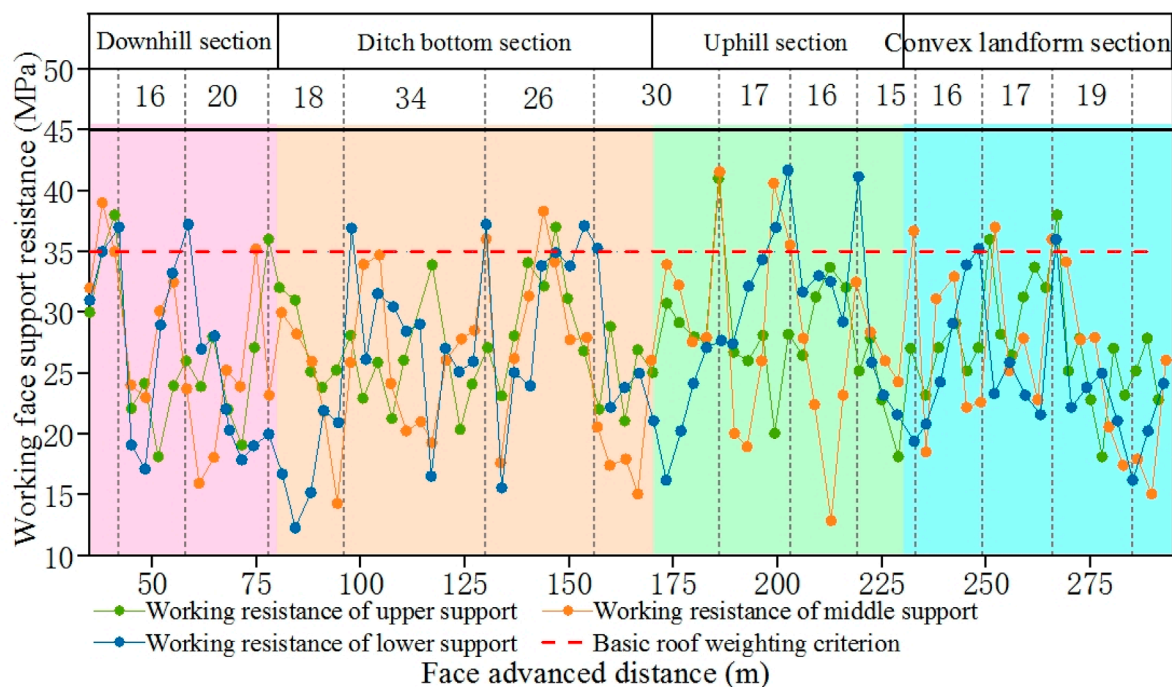 Downhill section Ditch bottom section Uphill section Convex landform section
50
16 20 18 34 26 30 17 16 15 16 17 19
45
40
35
30
25
20
15
10
Working face support resistance (MPa)
50 75 100 125 150 175 200 225 250 275
Working resistance of upper support Working resistance of middle support
Working resistance of lower support Basic roof weighting criterion
Face advanced distance (m)